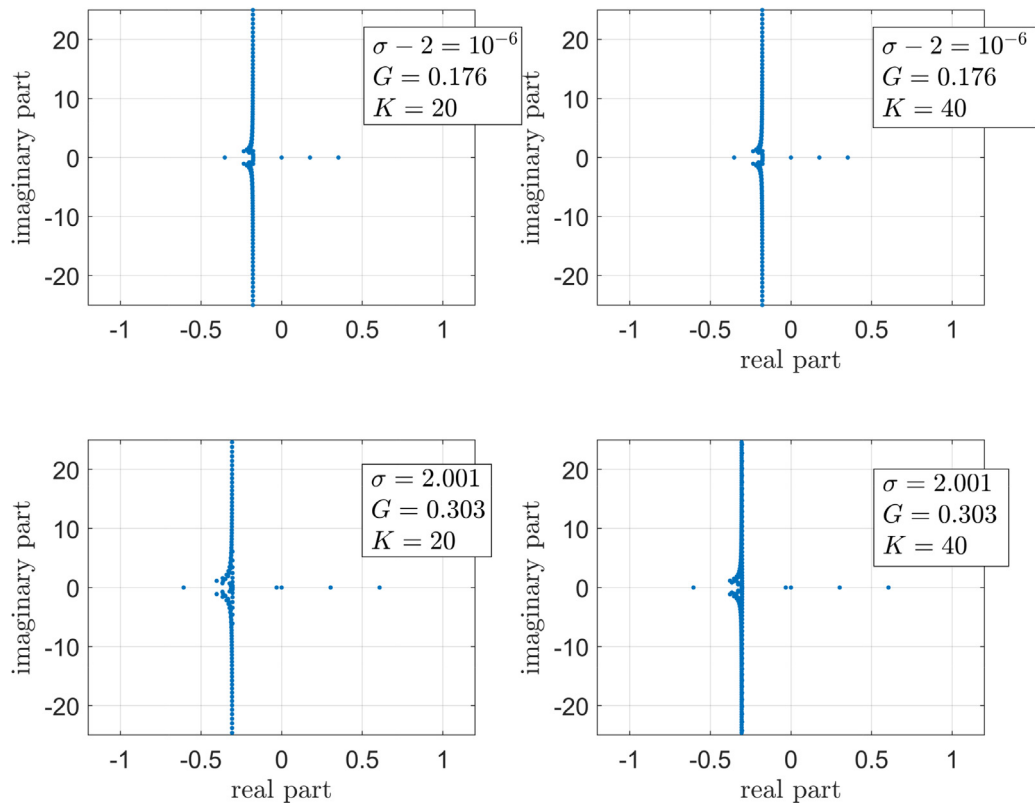 20
10
0
-10
-20
imaginary part
-1
-0.5
0
0.5
1
σ − 2 = 10⁻⁶
G = 0.176
K = 20
20
10
0
-10
-20
imaginary part
-1
-0.5
0
0.5
1
real part
σ − 2 = 10⁻⁶
G = 0.176
K = 40
20
10
0
-10
-20
imaginary part
-1
-0.5
0
0.5
1
real part
σ = 2.001
G = 0.303
K = 20
20
10
0
-10
-20
imaginary part
-1
-0.5
0
0.5
1
real part
σ = 2.001
G = 0.303
K = 40